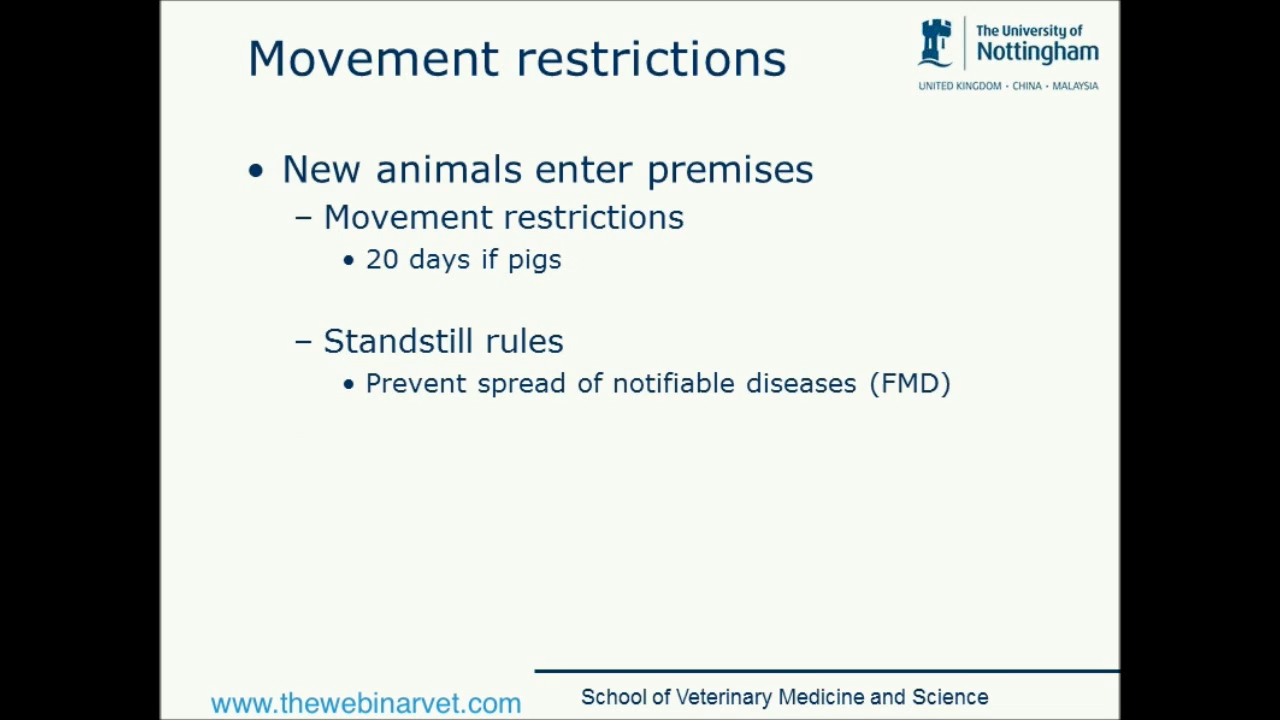 Movement restrictions
The University of
Nottingham
UNITED KINGDOM · CHINA · MALAYSIA
• New animals enter premises
– Movement restrictions
• 20 days if pigs
– Standstill rules
• Prevent spread of notifiable diseases (FMD)
www.thewebinarvet.com
School of Veterinary Medicine and Science